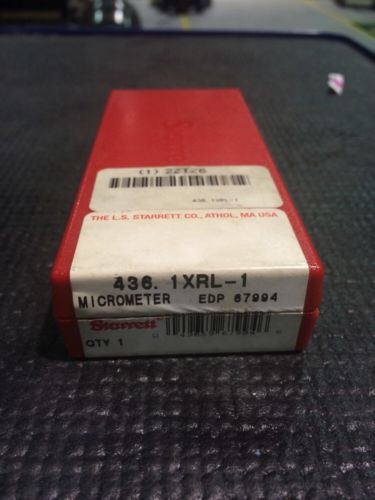 (1) 22126
436.1XRL-1
THE L.S. STARRETT CO., ATHOL, MA USA
436. 1XRL-1
MICROMETER EDP 67994
Starrett
QTY 1